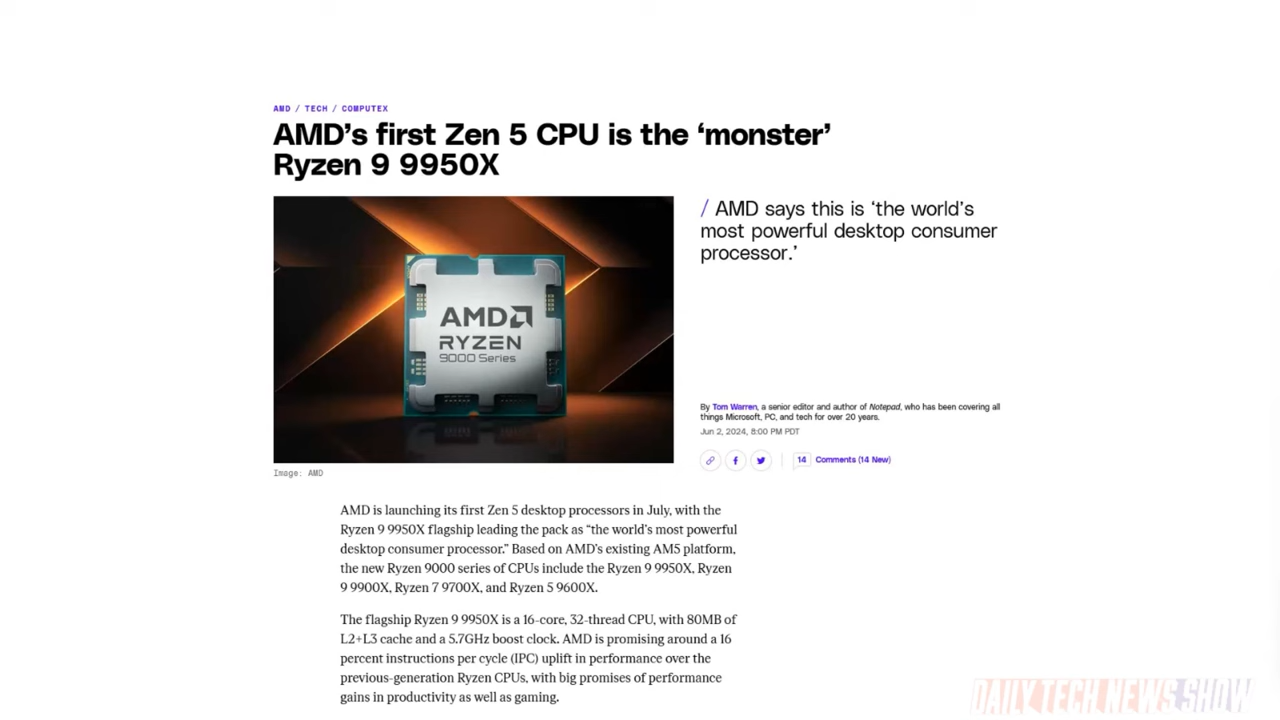 AMD / TECH / COMPUTEX
AMD’s first Zen 5 CPU is the ‘monster’
Ryzen 9 9950X
AMD
RYZEN
9000 Series
/ AMD says this is ‘the world’s
most powerful desktop consumer
processor.’
By Tom Warren, a senior editor and author of Notepad, who has been covering all
things Microsoft, PC, and tech for over 20 years.
Jun 2, 2024, 8:00 PM PDT
14 Comments (14 New)
Image: AMD
AMD is launching its first Zen 5 desktop processors in July, with the
Ryzen 9 9950X flagship leading the pack as “the world’s most powerful
desktop consumer processor.” Based on AMD’s existing AM5 platform,
the new Ryzen 9000 series of CPUs include the Ryzen 9 9950X, Ryzen
9 9900X, Ryzen 7 9700X, and Ryzen 5 9600X.
The flagship Ryzen 9 9950X is a 16-core, 32-thread CPU, with 80MB of
L2+L3 cache and a 5.7GHz boost clock. AMD is promising around a 16
percent instructions per cycle (IPC) uplift in performance over the
previous-generation Ryzen CPUs, with big promises of performance
gains in productivity as well as gaming.
DAILY TECH NEWS SHOW